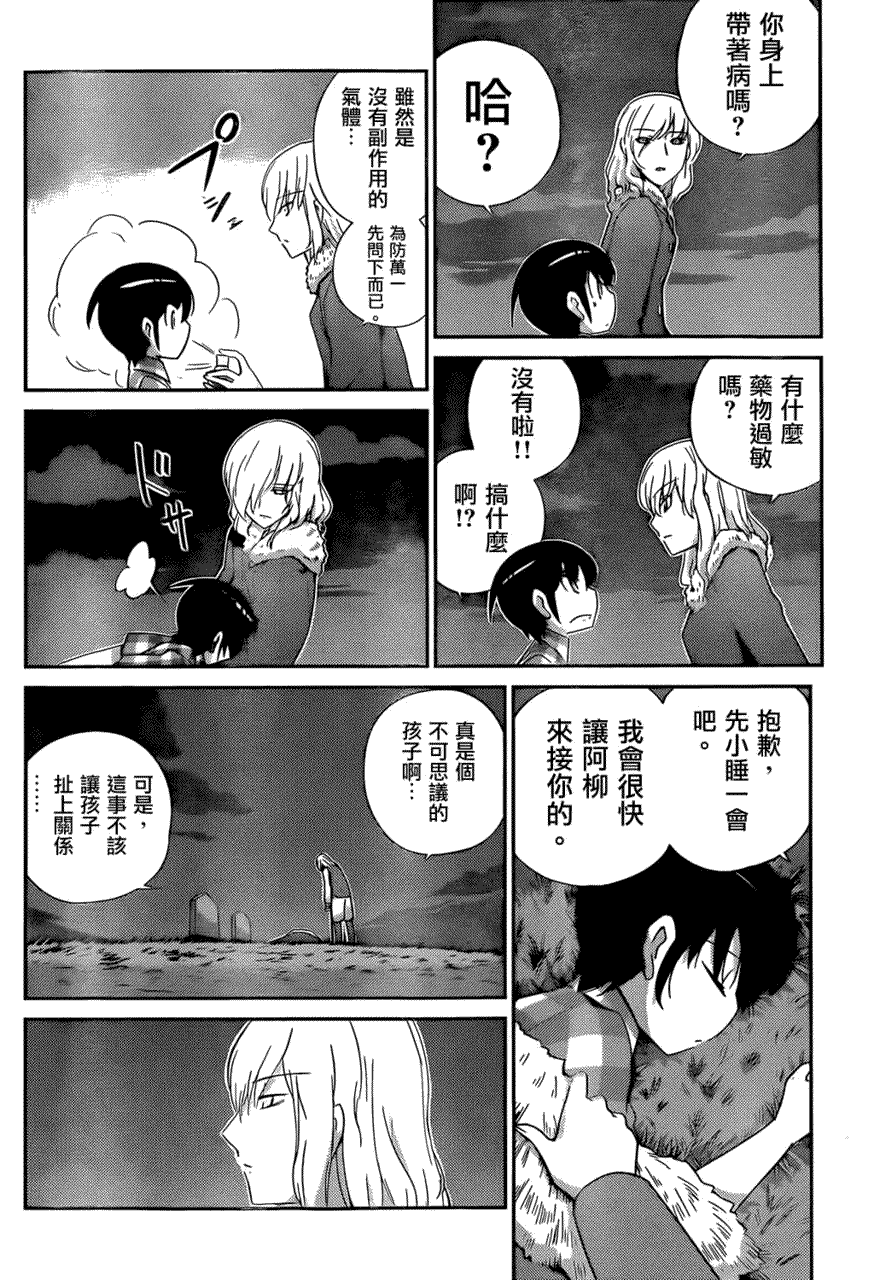 你身上
帶著病嗎?
哈?
有什麼
藥物過敏
嗎?
沒有啦!!
搞什麼
啊!?
雖然是
沒有副作用的
氣體…
為防萬一
先問下而已。
ペ
ドサ
抱歉,
先小睡一會
吧。
我會很快
讓阿柳
來接你的。
真是個
不可思議的
孩子啊…
可是,
這事不該
讓孩子
扯上關係
……